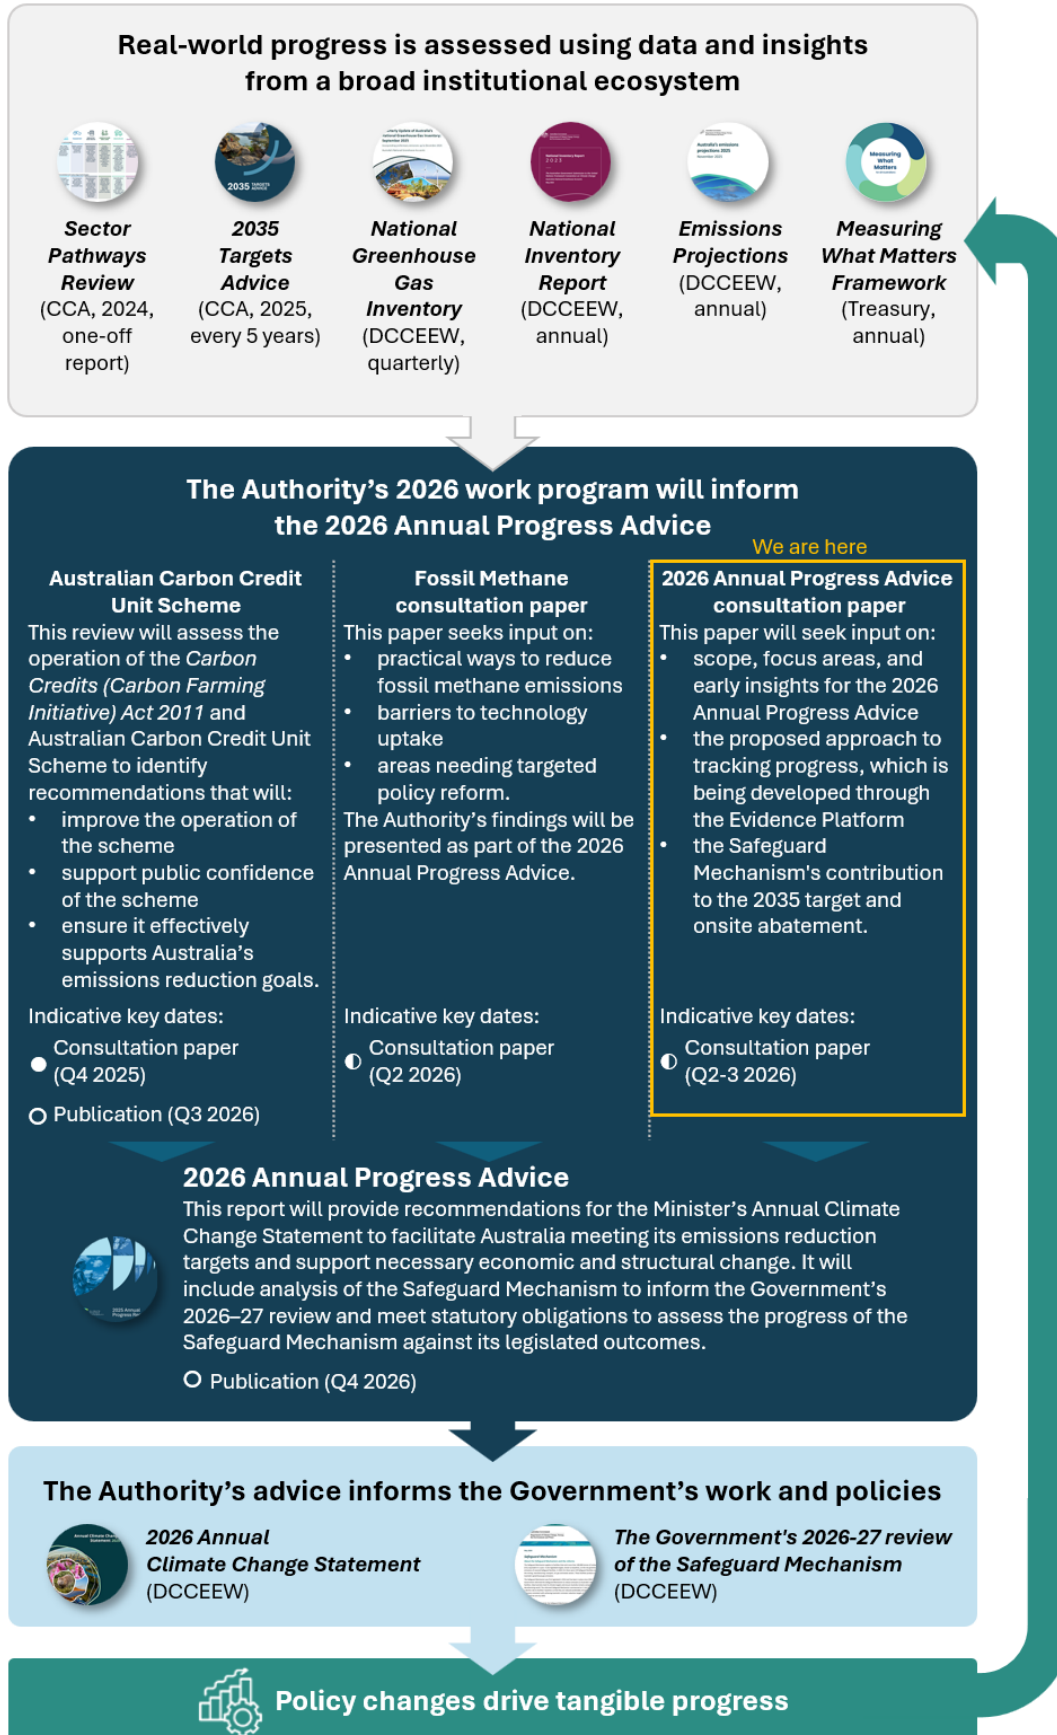 Real-world progress is assessed using data and insights
from a broad institutional ecosystem
2035 TARGETS
ADVICE
National Inventory Report
2023
Australia's emissions
projections 2025
Measuring
What
Matters
Sector
Pathways
Review
(CCA, 2024,
one-off
report)
2035
Targets
Advice
(CCA, 2025,
every 5 years)
National
Greenhouse
Gas
Inventory
(DCCEEW,
quarterly)
National
Inventory
Report
(DCCEEW,
annual)
Emissions
Projections
(DCCEEW,
annual)
Measuring
What Matters
Framework
(Treasury,
annual)
The Authority’s 2026 work program will inform
the 2026 Annual Progress Advice
We are here
Australian Carbon Credit
Unit Scheme
This review will assess the
operation of the Carbon
Credits (Carbon Farming
Initiative) Act 2011 and
Australian Carbon Credit Unit
Scheme to identify
recommendations that will:
• improve the operation of
the scheme
• support public confidence
of the scheme
• ensure it effectively
supports Australia’s
emissions reduction goals.
Indicative key dates:
Consultation paper
(Q4 2025)
Publication (Q3 2026)
Fossil Methane
consultation paper
This paper seeks input on:
• practical ways to reduce
fossil methane emissions
• barriers to technology
uptake
• areas needing targeted
policy reform.
The Authority’s findings will be
presented as part of the 2026
Annual Progress Advice.
Indicative key dates:
Consultation paper
(Q2 2026)
2026 Annual Progress Advice
consultation paper
This paper will seek input on:
• scope, focus areas, and
early insights for the 2026
Annual Progress Advice
• the proposed approach to
tracking progress, which is
being developed through
the Evidence Platform
• the Safeguard
Mechanism's contribution
to the 2035 target and
onsite abatement.
Indicative key dates:
Consultation paper
(Q2-3 2026)
2026 Annual Progress Advice
This report will provide recommendations for the Minister’s Annual Climate
Change Statement to facilitate Australia meeting its emissions reduction
targets and support necessary economic and structural change. It will
include analysis of the Safeguard Mechanism to inform the Government’s
2026–27 review and meet statutory obligations to assess the progress of the
Safeguard Mechanism against its legislated outcomes.
Publication (Q4 2026)
The Authority’s advice informs the Government’s work and policies
2026 Annual
Climate Change Statement
(DCCEEW)
The Government's 2026-27 review
of the Safeguard Mechanism
(DCCEEW)
Policy changes drive tangible progress